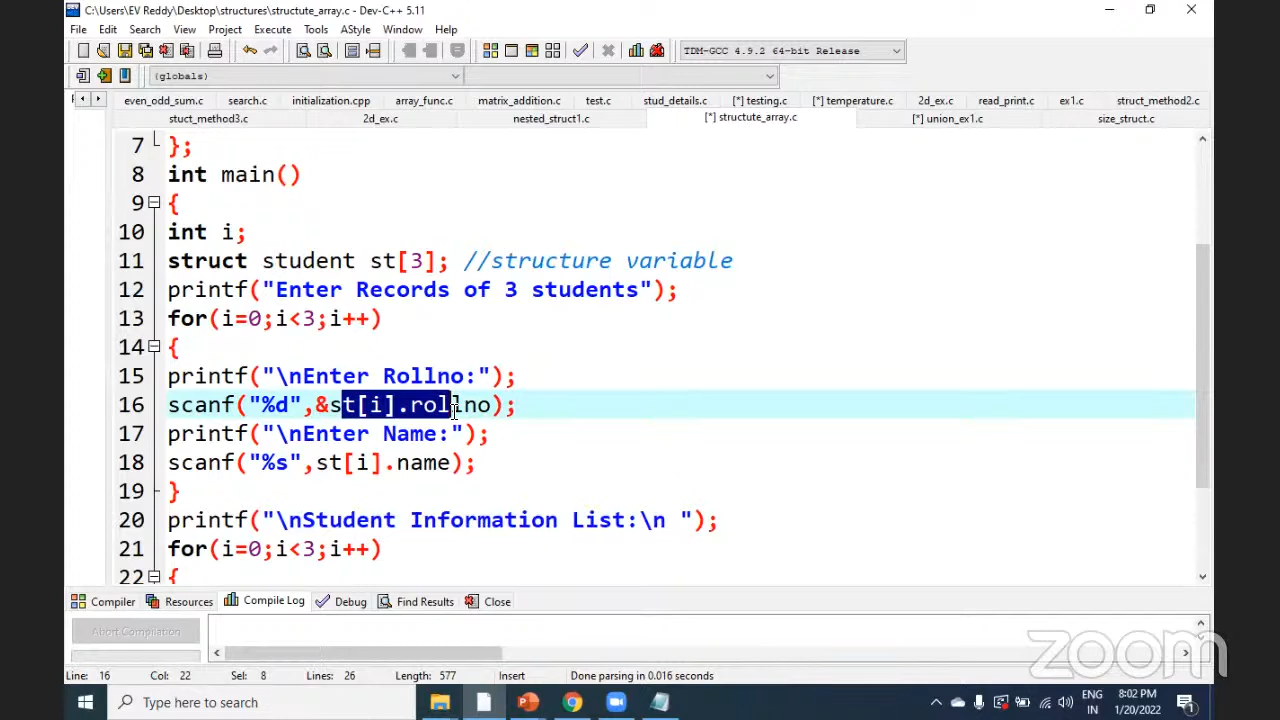 C:\Users\EV Reddy\Desktop\structures\structute_array.c - Dev-C++ 5.11
File Edit Search View Project Execute Tools AStyle Window Help
TDM-GCC 4.9.2 64-bit Release
(globals)
even_odd_sum.c search.c initialization.cpp array_func.c matrix_addition.c test.c stud_details.c [*] testing.c [*] temperature.c 2d_ex.c read_print.c ex1.c struct_method2.c
stuct_method3.c 2d_ex.c nested_struct1.c [*] structute_array.c [*] union_ex1.c size_struct.c
7 };
8 int main()
9 {
10 int i;
11 struct student st[3]; //structure variable
12 printf("Enter Records of 3 students");
13 for(i=0;i<3;i++)
14 {
15 printf("\nEnter Rollno:");
16 scanf("%d",&st[i].rollno);
17 printf("\nEnter Name:");
18 scanf("%s",st[i].name);
19 }
20 printf("\nStudent Information List:\n ");
21 for(i=0;i<3;i++)
22 {
Compiler Resources Compile Log Debug Find Results Close
Abort Compilation
zoom
Line: 16 Col: 22 Sel: 8 Lines: 26 Length: 577 Insert Done parsing in 0.016 seconds
Type here to search
ENG
IN
8:02 PM
1/20/2022
1